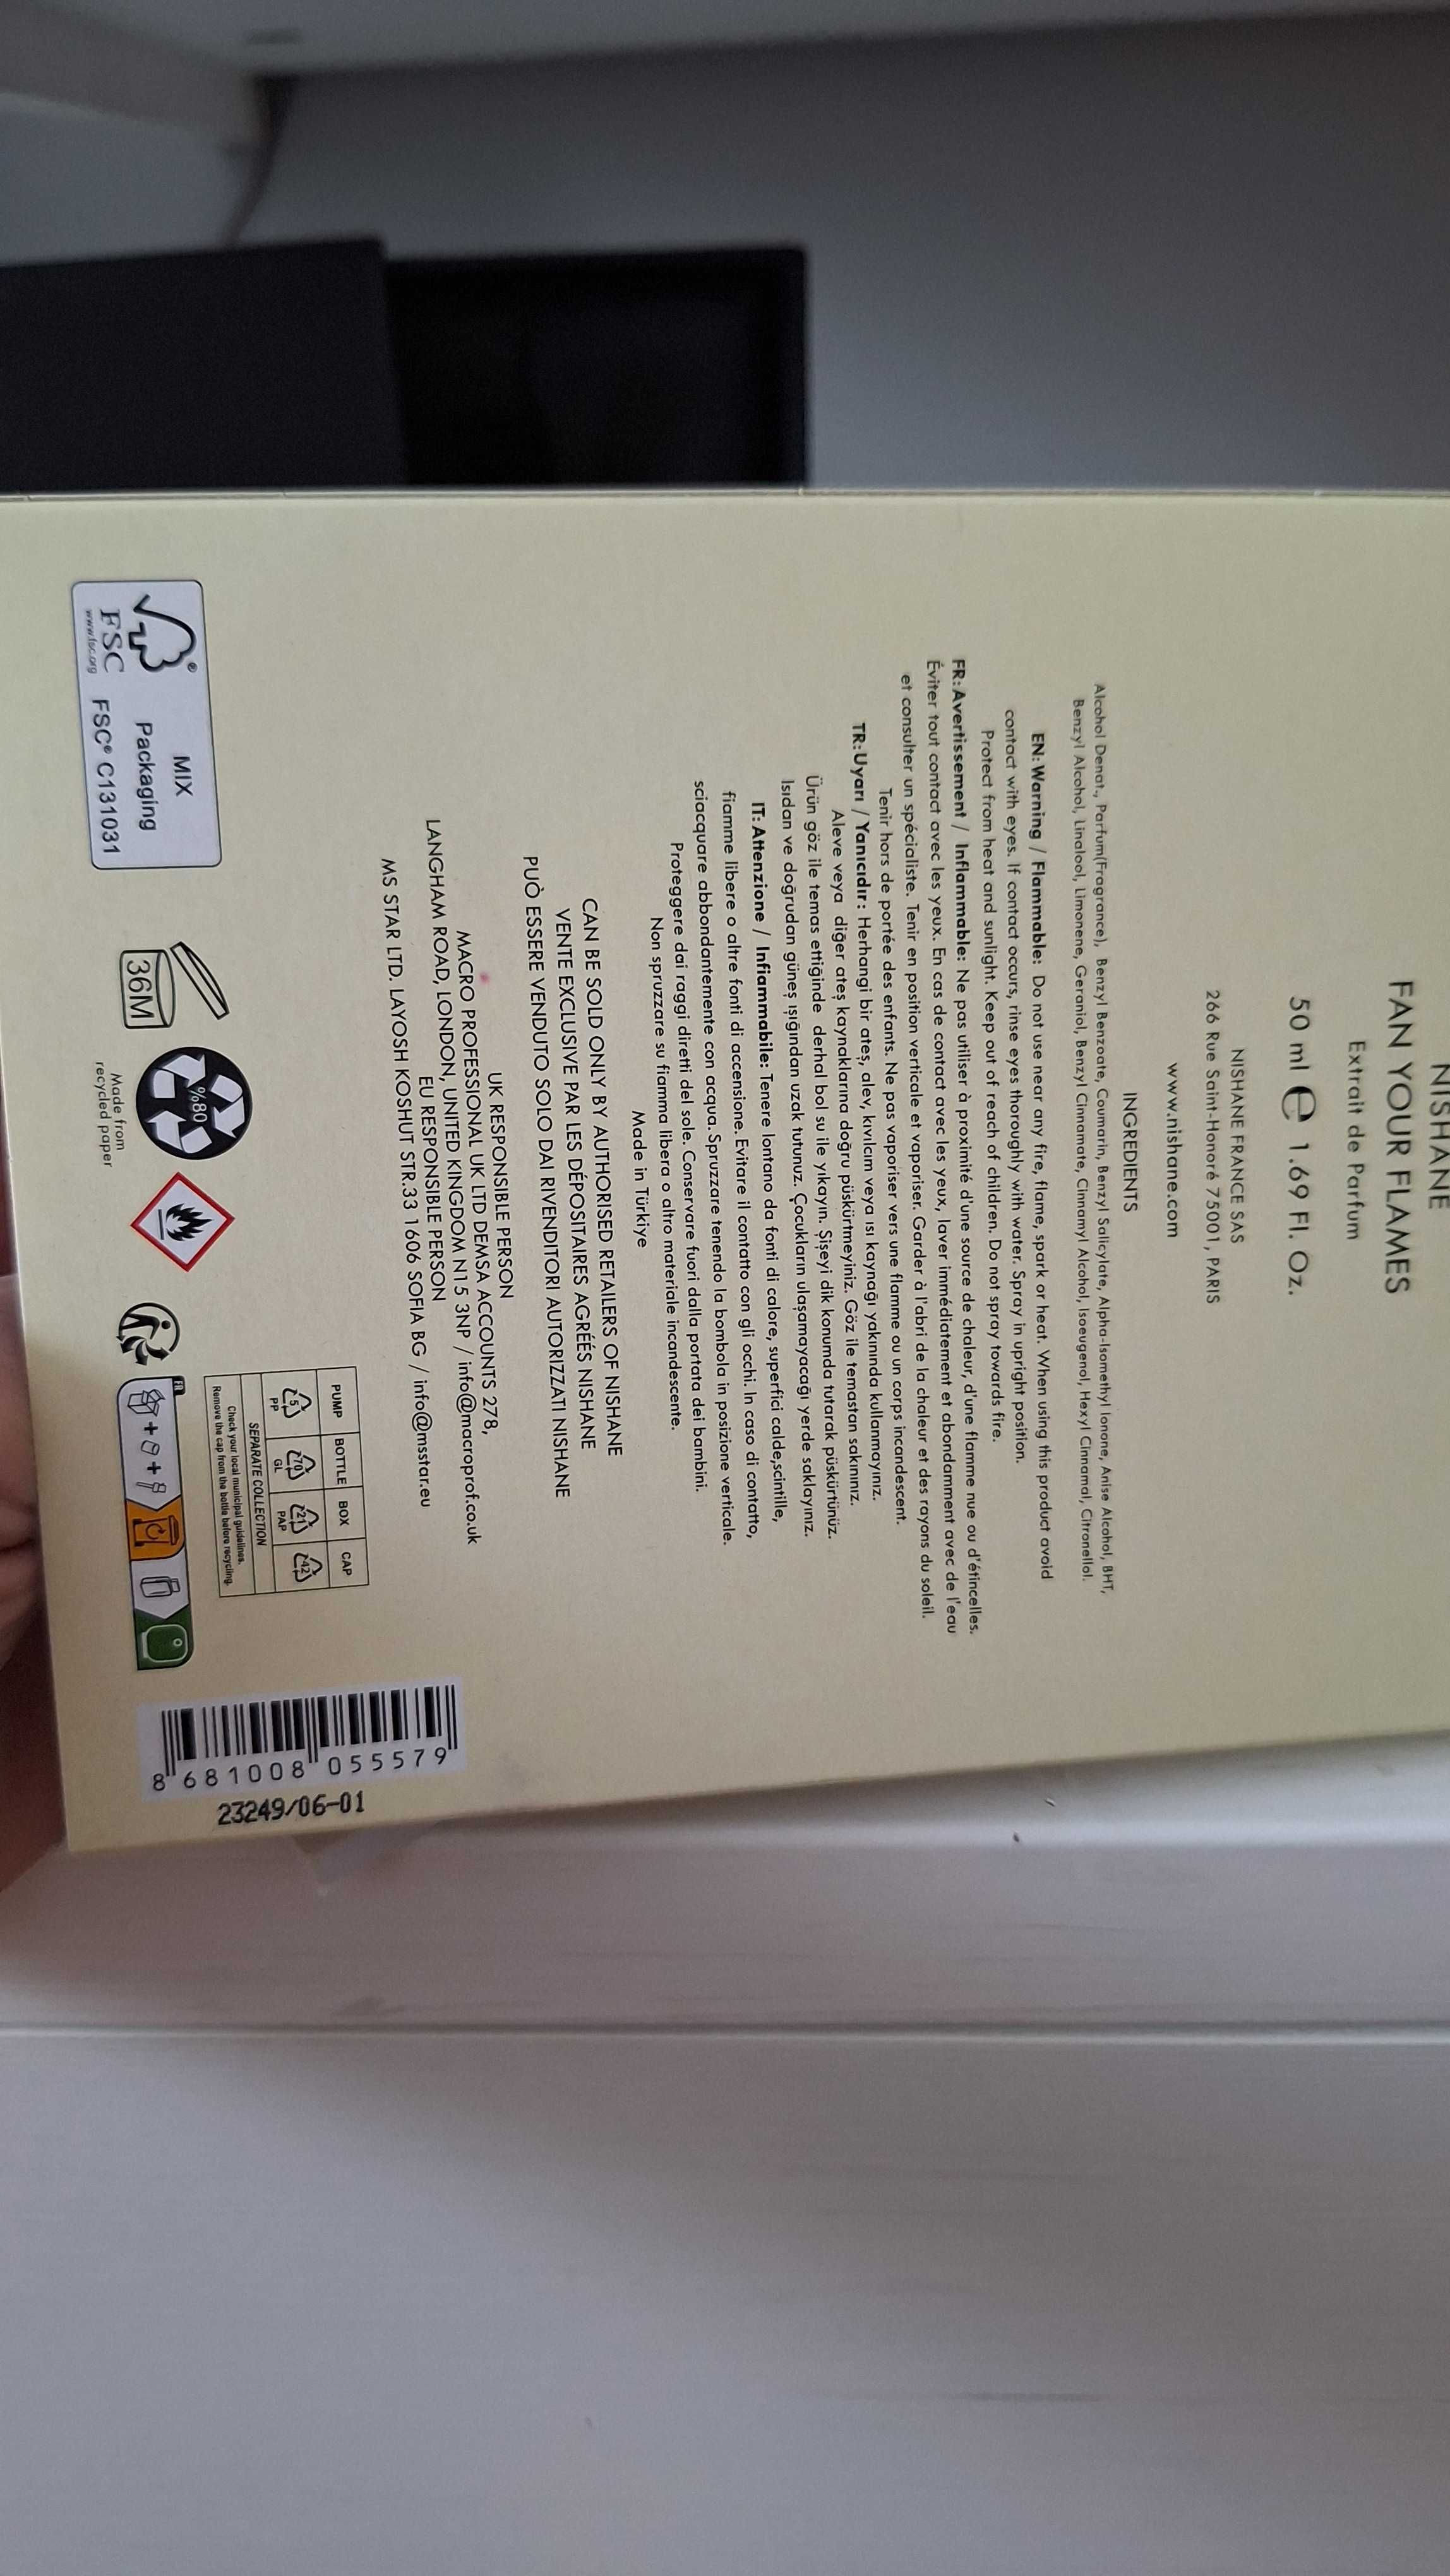 NISHANE
FAN YOUR FLAMES
Extrait de Parfum
50 ml e 1.69 Fl. Oz.
NISHANE FRANCE SAS
266 Rue Saint-Honoré 75001, PARIS
www.nishane.com
INGREDIENTS
Alcohol Denat., Parfum(Fragrance), Benzyl Benzoate, Coumarin, Benzyl Salicylate, Alpha-Isomethyl Ionone, Anise Alcohol, BHT,
Benzyl Alcohol, Linalool, Limonene, Geraniol, Benzyl Cinnamate, Cinnamyl Alcohol, Isoeugenol, Hexyl Cinnamal, Citronellol.
EN: Warning / Flammable: Do not use near any fire, flame, spark or heat. When using this product avoid
contact with eyes. If contact occurs, rinse eyes thoroughly with water. Spray in upright position.
Protect from heat and sunlight. Keep out of reach of children. Do not spray towards fire.
FR: Avertissement / Inflammable: Ne pas utiliser à proximité d'une source de chaleur, d'une flamme nue ou d'étincelles.
Éviter tout contact avec les yeux. En cas de contact avec les yeux, laver immédiatement et abondamment avec de l'eau
et consulter un spécialiste. Tenir en position verticale et vaporiser. Garder à l'abri de la chaleur et des rayons du soleil.
Tenir hors de portée des enfants. Ne pas vaporiser vers une flamme ou un corps incandescent.
TR: Uyarı / Yanıcıdır: Herhangi bir ateş, alev, kıvılcım veya ısı kaynağı yakınında kullanmayınız.
Aleve veya diğer ateş kaynaklarına doğru püskürtmeyiniz. Göz ile temastan sakınınız.
Ürün göz ile temas ettiğinde derhal bol su ile yıkayın. Şişeyi dik konumda tutarak püskürtünüz.
Isıdan ve doğrudan güneş ışığından uzak tutunuz. Çocukların ulaşamayacağı yerde saklayınız.
IT: Attenzione / Infiammabile: Tenere lontano da fonti di calore, superfici calde,scintille,
fiamme libere o altre fonti di accensione. Evitare il contatto con gli occhi. In caso di contatto,
sciacquare abbondantemente con acqua. Spruzzare tenendo la bombola in posizione verticale.
Proteggere dai raggi diretti del sole. Conservare fuori dalla portata dei bambini.
Non spruzzare su fiamma libera o altro materiale incandescente.
Made in Türkiye
CAN BE SOLD ONLY BY AUTHORISED RETAILERS OF NISHANE
VENTE EXCLUSIVE PAR LES DÉPOSITAIRES AGRÉÉS NISHANE
PUÒ ESSERE VENDUTO SOLO DAI RIVENDITORI AUTORIZZATI NISHANE
UK RESPONSIBLE PERSON
MACRO PROFESSIONAL UK LTD DEMSA ACCOUNTS 278,
LANGHAM ROAD, LONDON, UNITED KINGDOM N15 3NP / info@macroprof.co.uk
EU RESPONSIBLE PERSON
MS STAR LTD. LAYOSH KOSHUT STR.33 1606 SOFIA BG / info@msstar.eu
PUMP BOTTLE BOX CAP
5 70 21 42
PP GL PAP
SEPARATE COLLECTION
Check your local municipal guidelines.
Remove the cap from the bottle before recycling.
MIX
Packaging
FSC
www.fsc.org
FSC® C131031
36M
%80
Made from
recycled paper
FR
8 681008 055579
23249/06-01